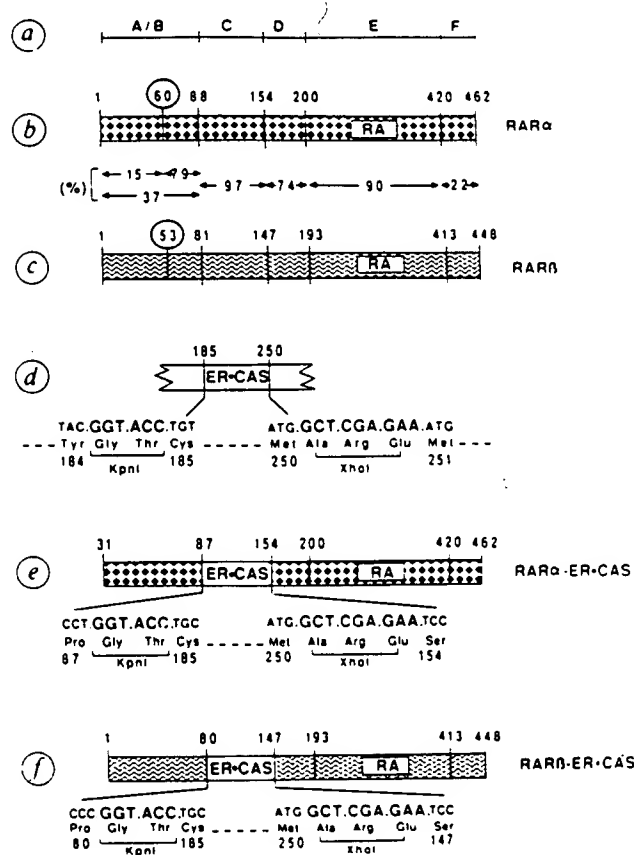 a A/B C D E F
1 60 88 154 200 420 462
b RA RARα
15 79
(%) 97 74 90 22
37
1 53 81 147 193 413 448
c RA RARß
185 250
d ER•CAS
TAC.GGT.ACC.TGT ATG.GCT.CGA.GAA.ATG
---- Tyr Gly Thr Cys ------ Met Ala Arg Glu Met ----
184 KpnI 185 250 XhoI 251
31 87 154 200 420 462
e ER•CAS RA RARα-ER•CAS
CCT.GGT.ACC.TGC ATG.GCT.CGA.GAA.TCC
Pro Gly Thr Cys ----- Met Ala Arg Glu Ser
87 KpnI 185 250 XhoI 154
1 80 147 193 413 448
f ER•CAS RA RARß-ER•CAS
CCC GGT.ACC.TGC ATG GCT.CGA.GAA.TCC
Pro Gly Thr Cys ------ Met Ala Arg Glu Ser
80 KpnI 185 250 XhoI 147